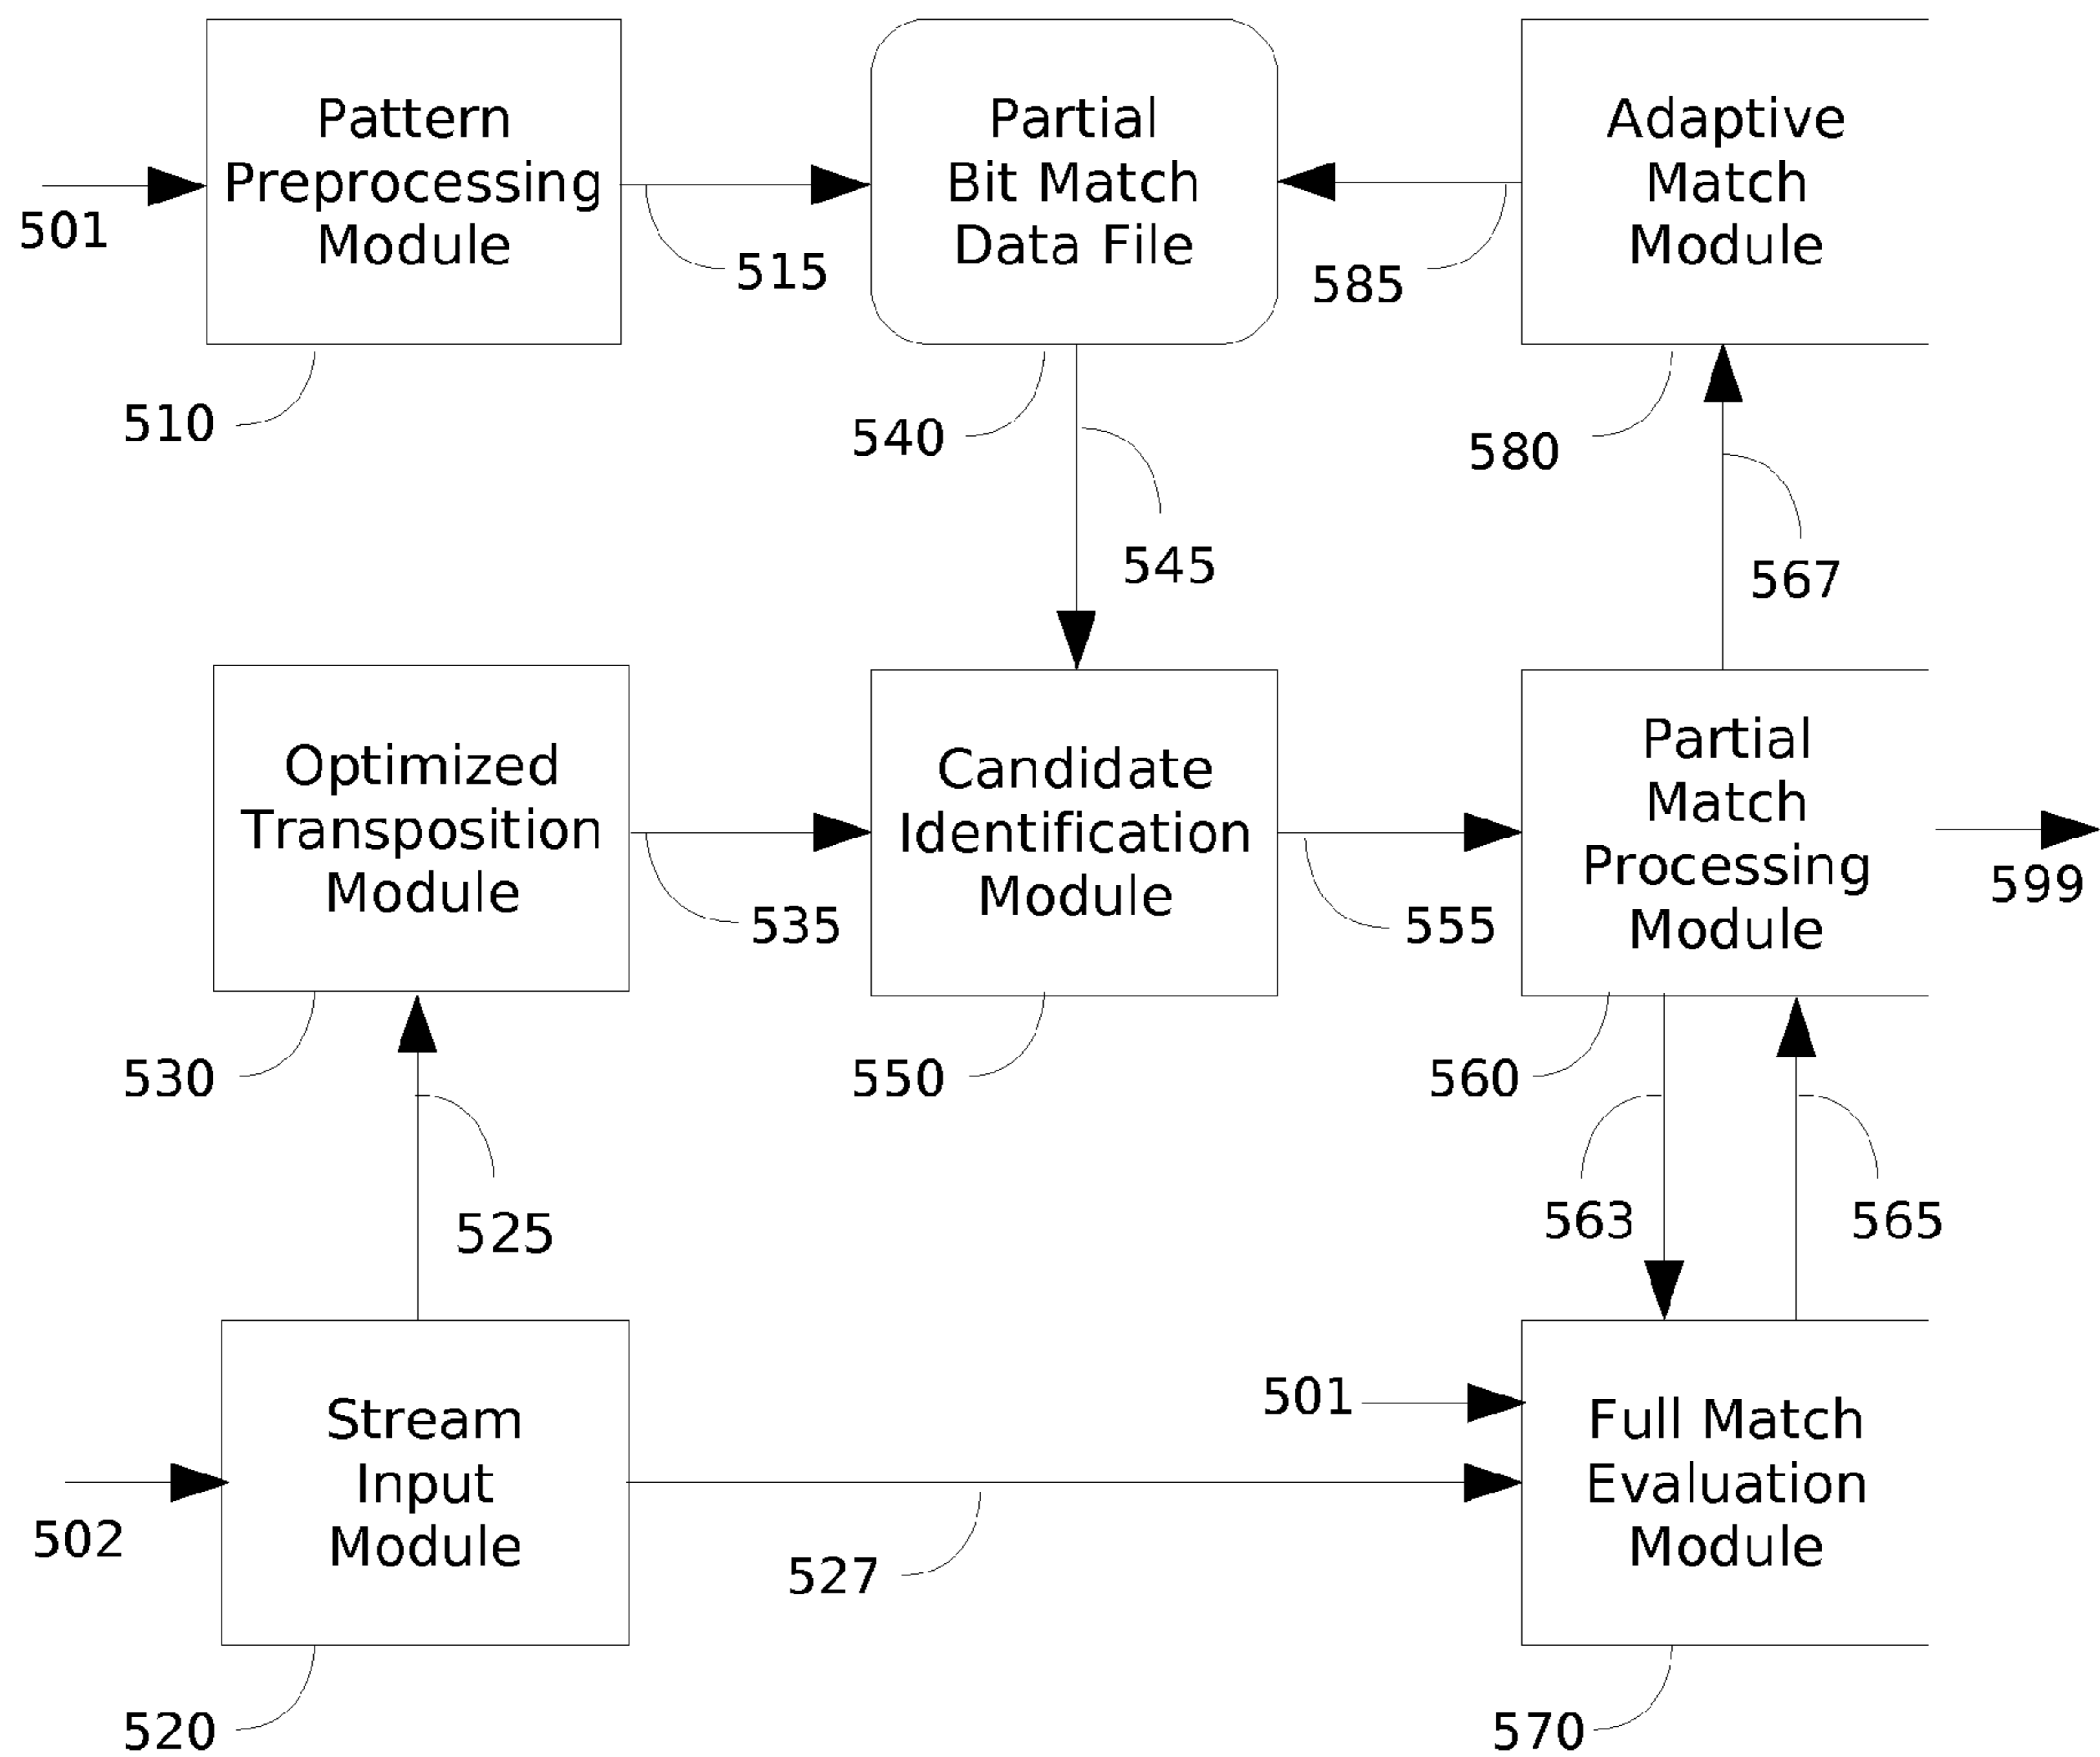 Pattern
Preprocessing
Module
Partial
Bit Match
Data File
Adaptive
Match
Module
501
515
585
510
540
580
545
567
Optimized
Transposition
Module
Candidate
Identification
Module
Partial
Match
Processing
Module
535
555
599
530
550
560
525
563
565
Stream
Input
Module
501
Full Match
Evaluation
Module
502
527
520
570